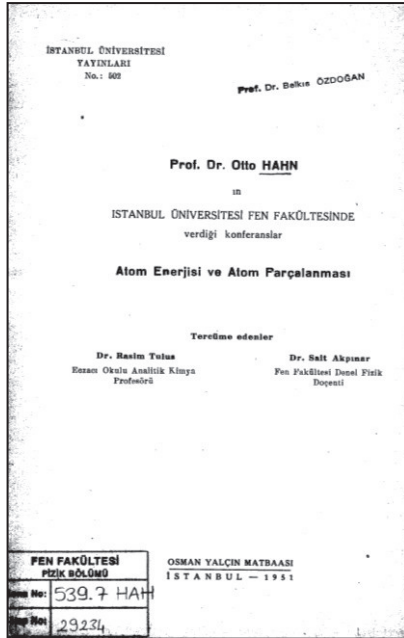 İSTANBUL ÜNİVERSİTESİ
YAYINLARI
No.: 502
Prof. Dr. Belkıs ÖZDOĞAN
Prof. Dr. Otto HAHN
ın
ISTANBUL ÜNİVERSİTESİ FEN FAKÜLTESİNDE
verdiği konferanslar
Atom Enerjisi ve Atom Parçalanması
Tercüme edenler
Dr. Rasim Tulus
Eczacı Okulu Analitik Kimya
Profesörü
Dr. Sait Akpınar
Fen Fakültesi Denel Fizik
Doçenti
FEN FAKÜLTESİ
FİZİK BÖLÜMÜ
No: 539.7 HAH
No: 29234
OSMAN YALÇIN MATBAASI
İSTANBUL — 1951